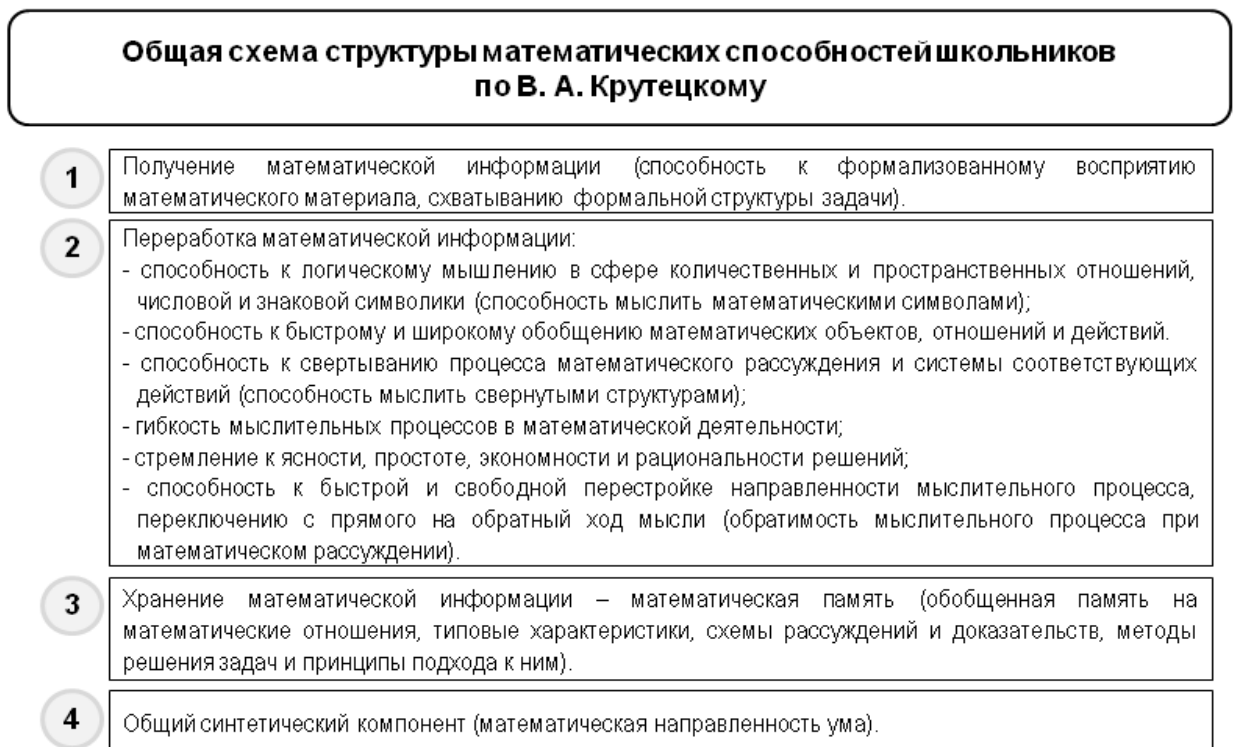 Общая схема структуры математических способностей школьников
по В. А. Крутецкому
1
Получение математической информации (способность к формализованному восприятию
математического материала, схватыванию формальной структуры задачи).
2
Переработка математической информации:
- способность к логическому мышлению в сфере количественных и пространственных отношений,
числовой и знаковой символики (способность мыслить математическими символами);
- способность к быстрому и широкому обобщению математических объектов, отношений и действий.
- способность к свертыванию процесса математического рассуждения и системы соответствующих
действий (способность мыслить свернутыми структурами);
- гибкость мыслительных процессов в математической деятельности;
- стремление к ясности, простоте, экономности и рациональности решений;
- способность к быстрой и свободной перестройке направленности мыслительного процесса,
переключению с прямого на обратный ход мысли (обратимость мыслительного процесса при
математическом рассуждении).
3
Хранение математической информации – математическая память (обобщенная память на
математические отношения, типовые характеристики, схемы рассуждений и доказательств, методы
решения задач и принципы подхода к ним).
4
Общий синтетический компонент (математическая направленность ума).